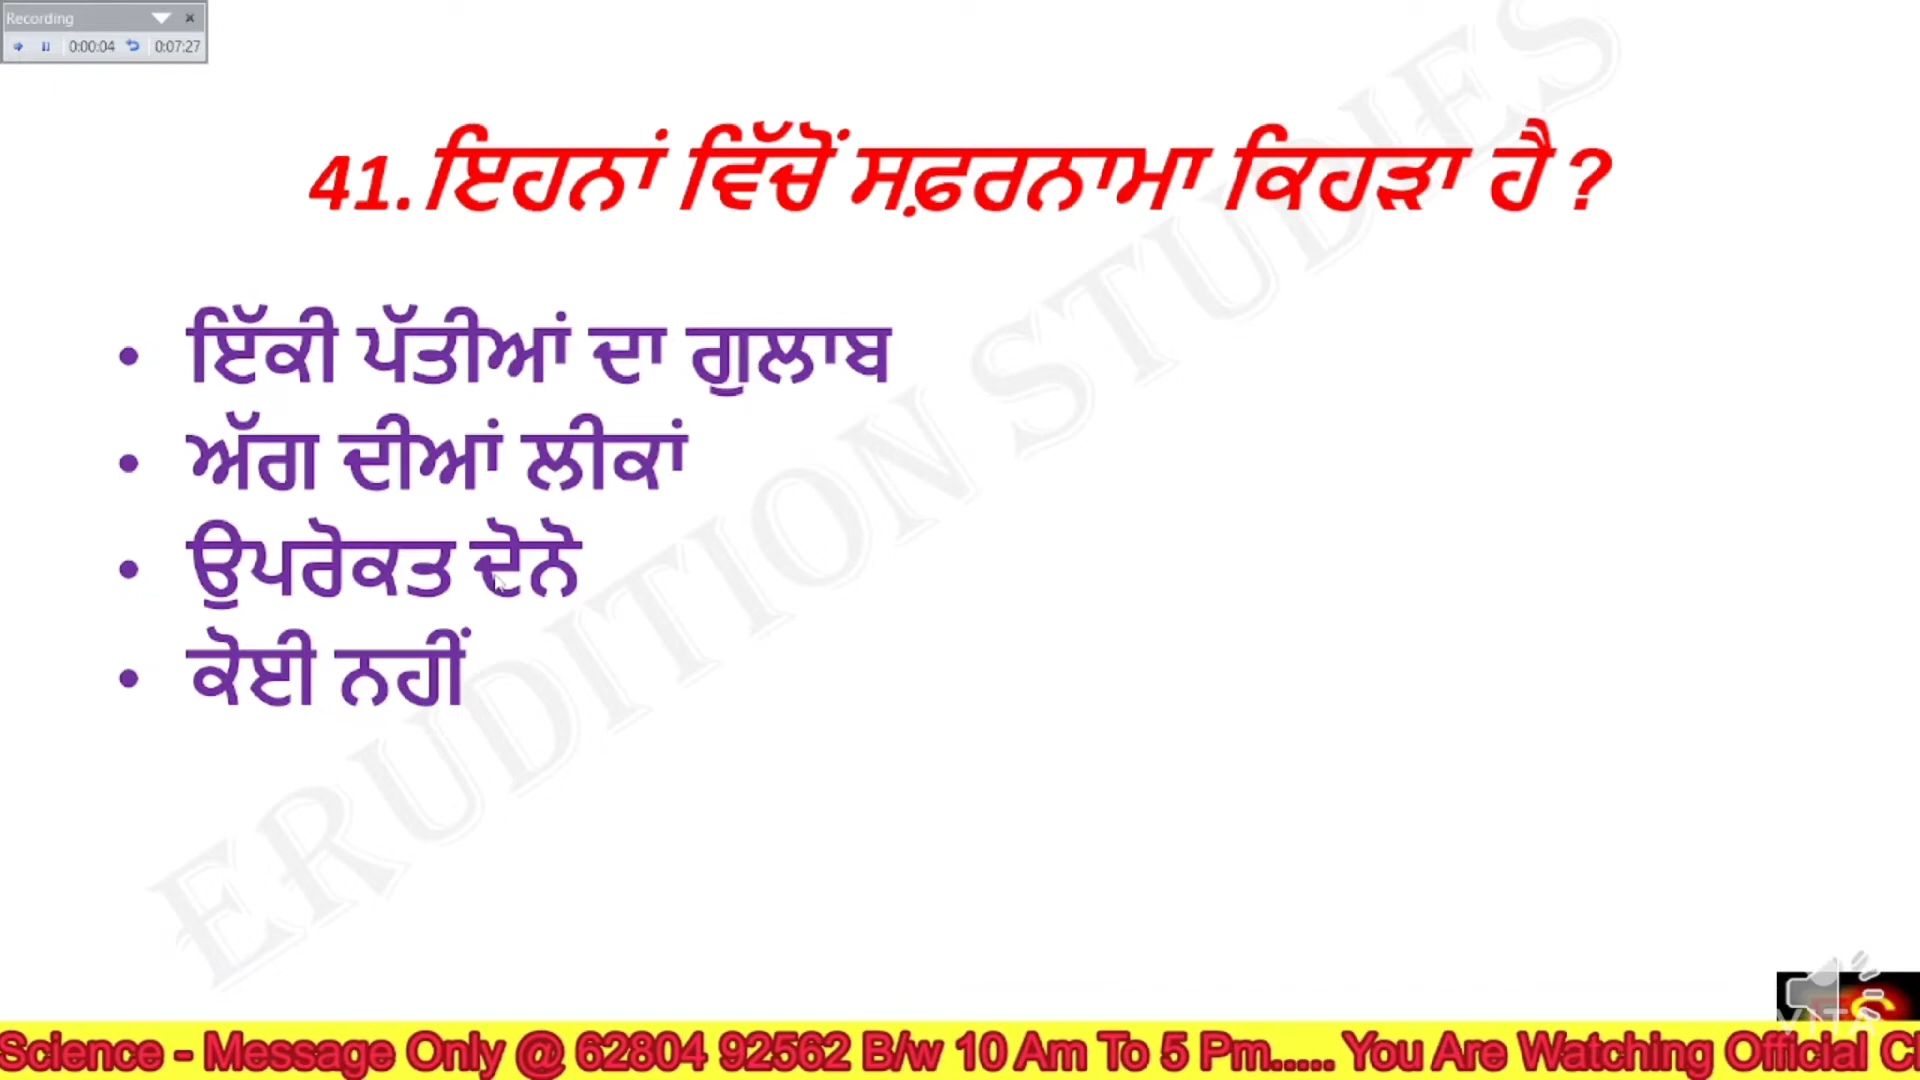 Recording
0:00:04 0:07:27
41. ਇਹਨਾਂ ਵਿੱਚੋਂ ਸਫ਼ਰਨਾਮਾ ਕਿਹੜਾ ਹੈ ?
• ਇੱਕੀ ਪੱਤੀਆਂ ਦਾ ਗੁਲਾਬ
• ਅੱਗ ਦੀਆਂ ਲੀਕਾਂ
• ਉਪਰੋਕਤ ਦੋਨੋ
• ਕੋਈ ਨਹੀਂ
ERUDITION STUDIES
VITA
Science - Message Only @ 62804 92562 B/w 10 Am To 5 Pm..... You Are Watching Official